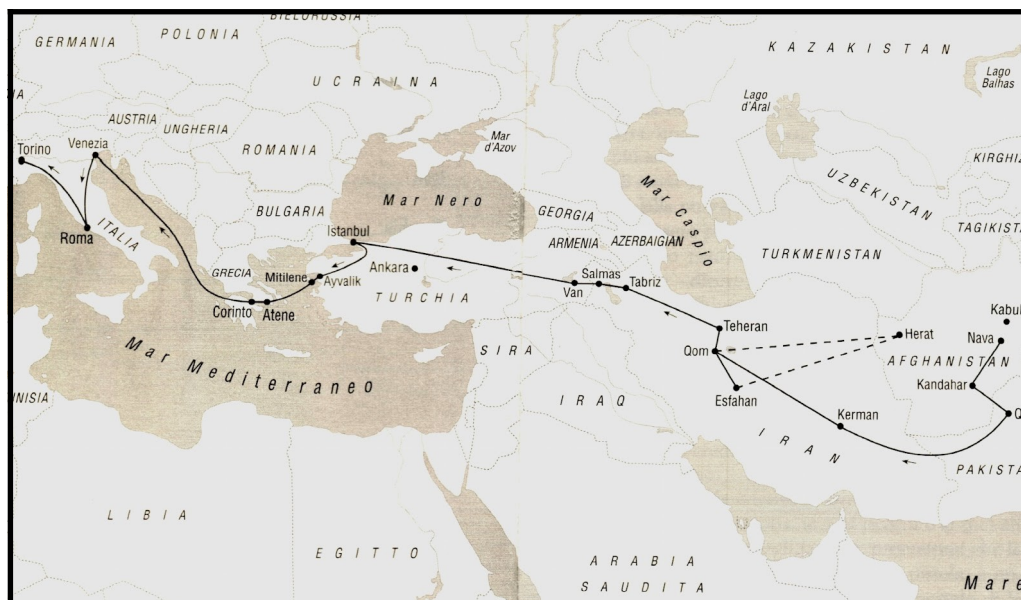 BIELORUSSIA
GERMANIA
POLONIA
KAZAKISTAN
UCRAINA
Lago
Balhas
Lago
d'Aral
AUSTRIA
UNGHERIA
Mar
d'Azov
Torino
Venezia
ROMANIA
KIRGHIZ
UZBEKISTAN
Mar Nero
Mar Caspio
BULGARIA
GEORGIA
TAGIKISTA
Roma
ITALIA
Istanbul
ARMENIA
AZERBAIGIAN
TURKMENISTAN
GRECIA
Mitilene
Ayvalik
Ankara
Salmas
Van
Tabriz
TURCHIA
Corinto
Atene
Kabul
Teheran
Herat
Nava
Mar Mediterraneo
SIRA
Qom
AFGHANISTAN
Kandahar
NISIA
Esfahan
IRAQ
Kerman
Q
IRAN
PAKISTA
LIBIA
EGITTO
ARABIA
SAUDITA
Mare